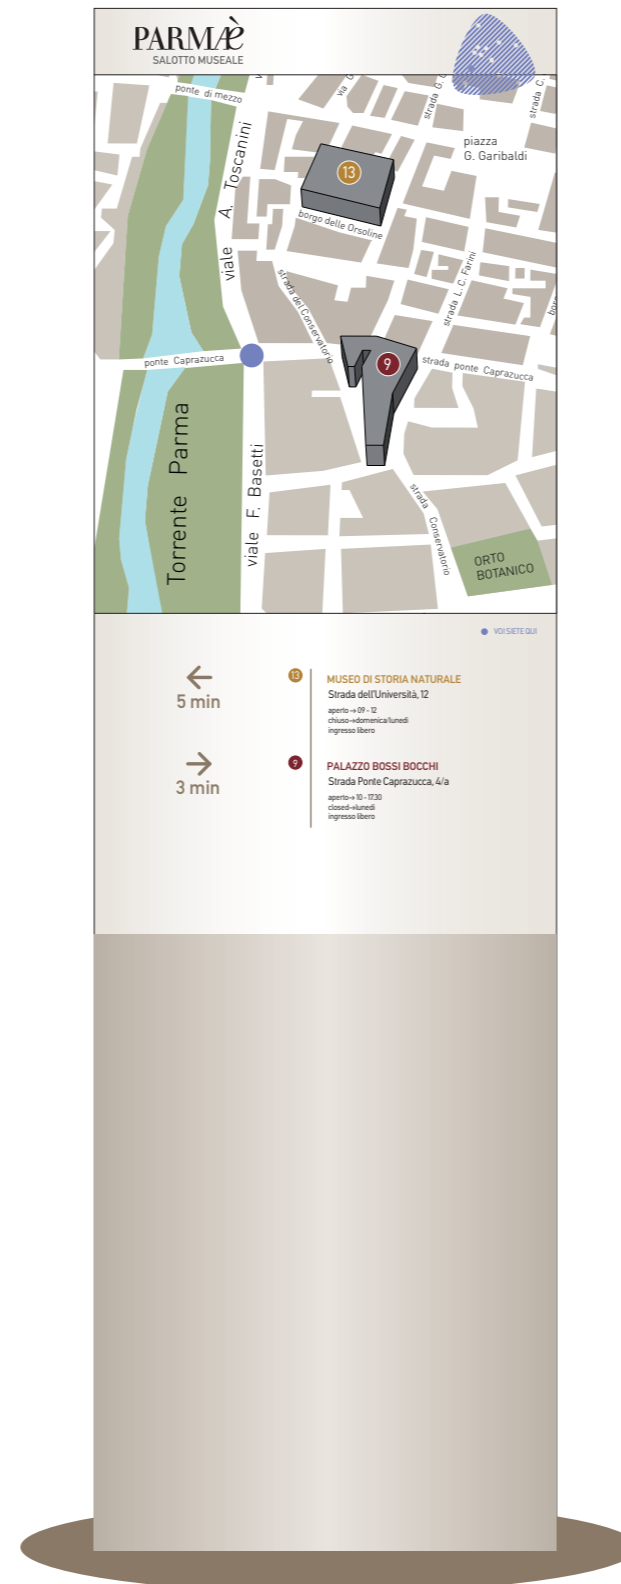 PARMAÈ
SALOTTO MUSEALE
ponte di mezzo
viale A. Toscanini
via G
strada G.
strada C.
piazza
G. Garibaldi
13
borgo delle Orsoline
strada del Conservatorio
strada L. C. Farini
ponte Caprazucca
9
strada ponte Caprazucca
Torrente Parma
viale F. Basetti
strada Conservatorio
ORTO
BOTANICO
VOI SIETE QUI
5 min
13
MUSEO DI STORIA NATURALE
Strada dell'Università, 12
aperto → 09 - 12
chiuso→domenica/lunedì
ingresso libero
3 min
9
PALAZZO BOSSI BOCCHI
Strada Ponte Caprazucca, 4/a
aperto→ 10 - 17.30
closed→lunedì
ingresso libero